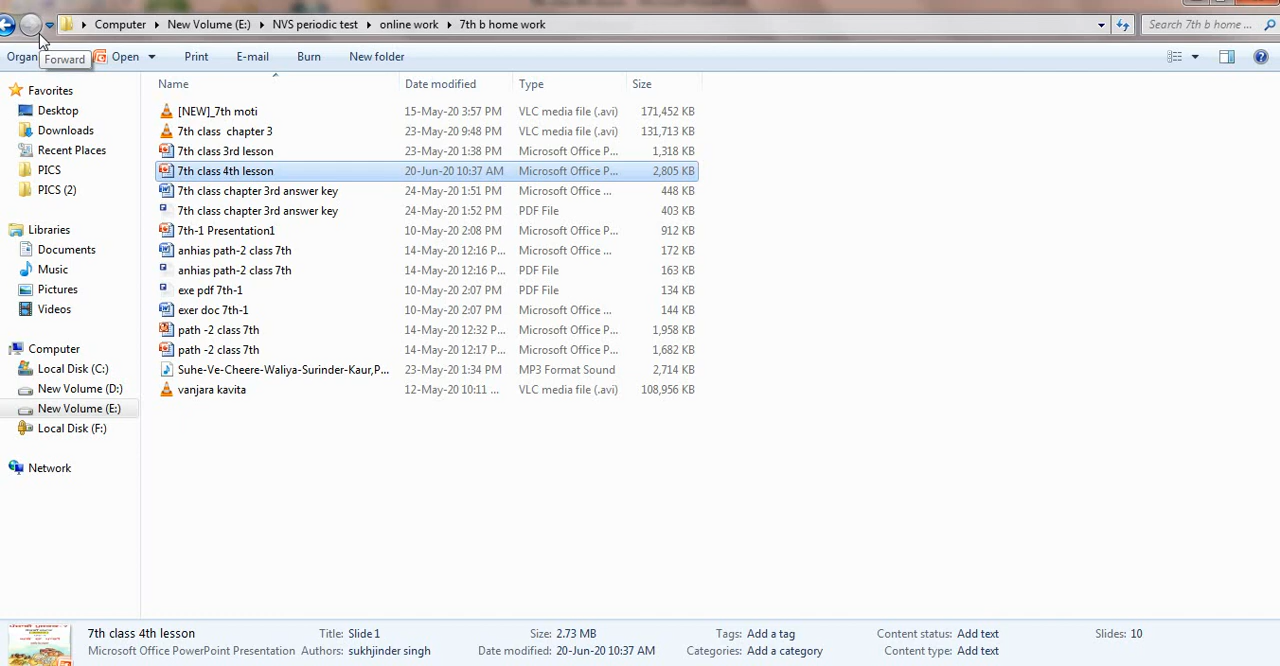 Computer ▸ New Volume (E:) ▸ NVS periodic test ▸ online work ▸ 7th b home work
Search 7th b home w...
Open Print E-mail Burn New folder
Forward
Name Date modified Type Size
[NEW]_7th moti 15-May-20 3:57 PM VLC media file (.avi) 171,452 KB
7th class  chapter 3 23-May-20 9:48 PM VLC media file (.avi) 131,713 KB
7th class 3rd lesson 23-May-20 1:38 PM Microsoft Office P... 1,318 KB
7th class 4th lesson 20-Jun-20 10:37 AM Microsoft Office P... 2,805 KB
7th class chapter 3rd answer key 24-May-20 1:51 PM Microsoft Office ... 448 KB
7th class chapter 3rd answer key 24-May-20 1:52 PM PDF File 403 KB
7th-1 Presentation1 10-May-20 2:08 PM Microsoft Office P... 912 KB
anhias path-2 class 7th 14-May-20 12:16 P... Microsoft Office ... 172 KB
anhias path-2 class 7th 14-May-20 12:16 P... PDF File 163 KB
exe pdf 7th-1 10-May-20 2:07 PM PDF File 134 KB
exer doc 7th-1 10-May-20 2:07 PM Microsoft Office ... 144 KB
path -2 class 7th 14-May-20 12:32 P... Microsoft Office P... 1,958 KB
path -2 class 7th 14-May-20 12:17 P... Microsoft Office P... 1,682 KB
Suhe-Ve-Cheere-Waliya-Surinder-Kaur,P... 23-May-20 1:34 PM MP3 Format Sound 2,714 KB
vanjara kavita 12-May-20 10:11 ... VLC media file (.avi) 108,956 KB
Favorites
Desktop
Downloads
Recent Places
PICS
PICS (2)
Libraries
Documents
Music
Pictures
Videos
Computer
Local Disk (C:)
New Volume (D:)
New Volume (E:)
Local Disk (F:)
Network
7th class 4th lesson Title: Slide 1 Size: 2.73 MB Tags: Add a tag Content status: Add text Slides: 10
Microsoft Office PowerPoint Presentation Authors: sukhjinder singh Date modified: 20-Jun-20 10:37 AM Categories: Add a category Content type: Add text